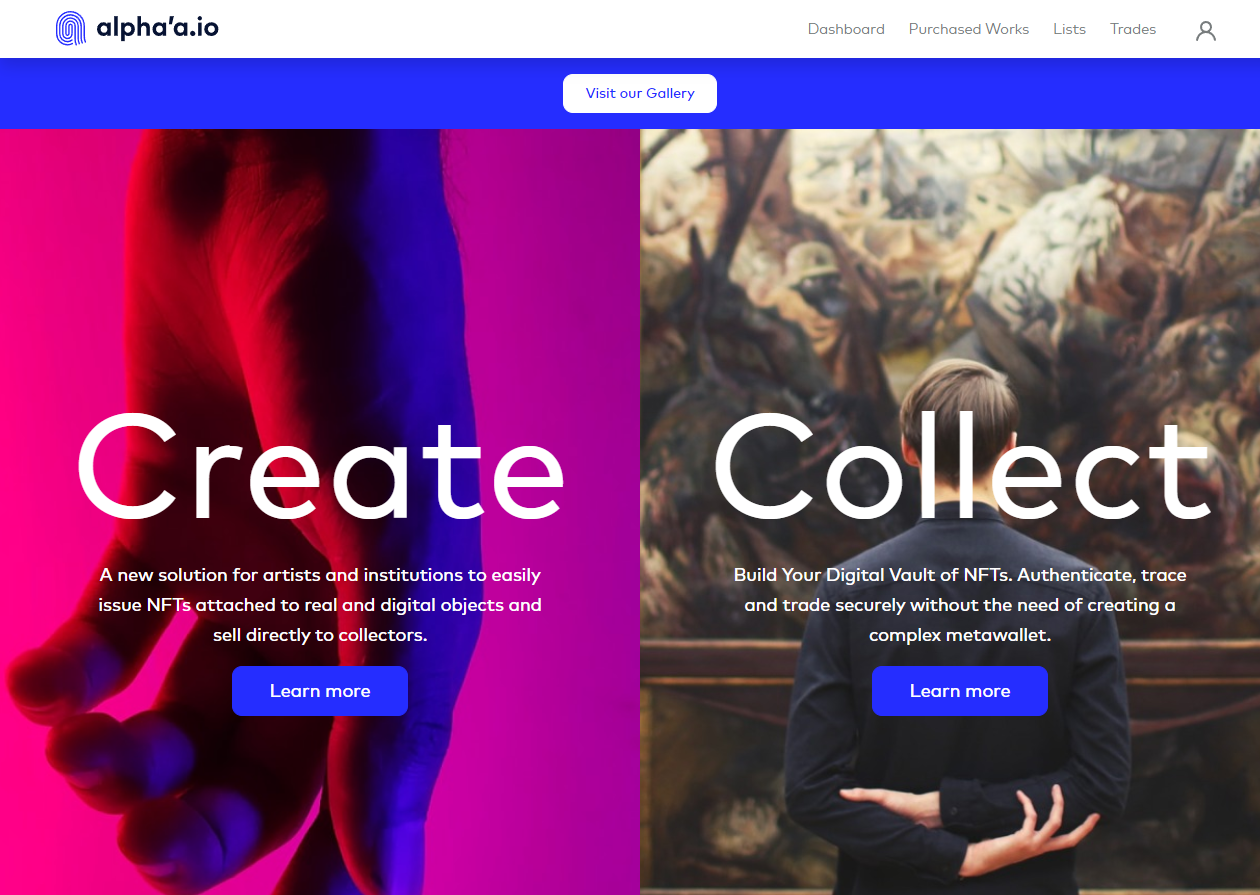 alpha'a.io
Dashboard
Purchased Works
Lists
Trades
Visit our Gallery
Create
A new solution for artists and institutions to easily
issue NFTs attached to real and digital objects and
sell directly to collectors.
Learn more
Collect
Build Your Digital Vault of NFTs. Authenticate, trace
and trade securely without the need of creating a
complex metawallet.
Learn more